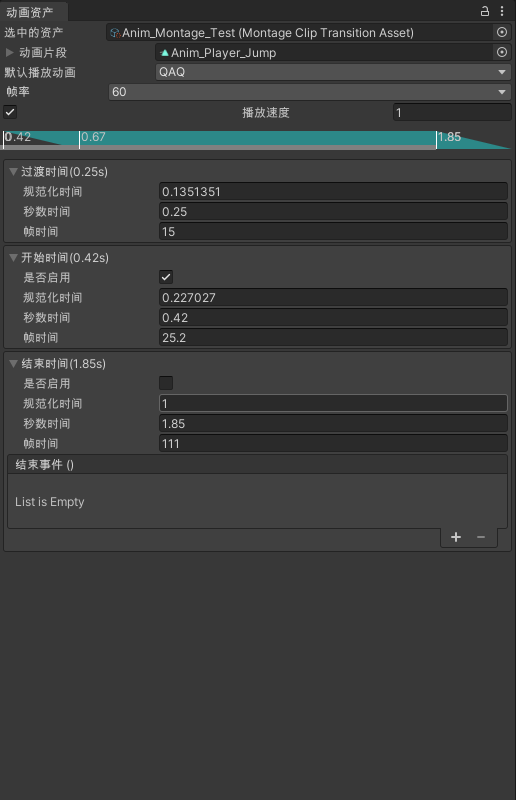 动画资产
选中的资产 Anim_Montage_Test (Montage Clip Transition Asset)
动画片段 Anim_Player_Jump
默认播放动画 QAQ
帧率 60
播放速度 1
0.42 0.67 1.85
过渡时间(0.25s)
规范化时间 0.1351351
秒数时间 0.25
帧时间 15
开始时间(0.42s)
是否启用
规范化时间 0.227027
秒数时间 0.42
帧时间 25.2
结束时间(1.85s)
是否启用
规范化时间 1
秒数时间 1.85
帧时间 111
结束事件 ()
List is Empty